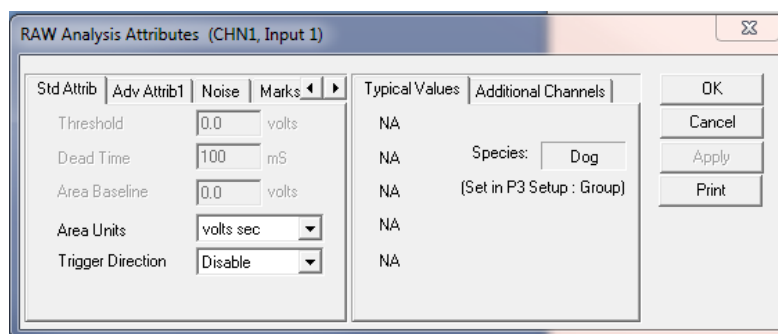 RAW Analysis Attributes (CHN1, Input 1)
Std Attrib Adv Attrib1 Noise Marks
Threshold 0.0 volts
Dead Time 100 mS
Area Baseline 0.0 volts
Area Units volts sec
Trigger Direction Disable
Typical Values Additional Channels
NA
NA Species: Dog
NA (Set in P3 Setup : Group)
NA
NA
OK
Cancel
Apply
Print